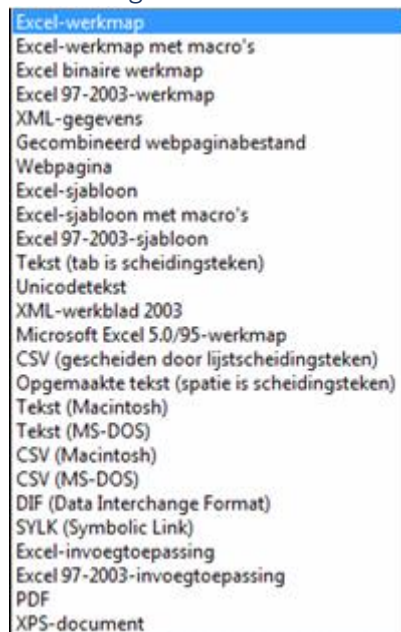 Excel-werkmap
Excel-werkmap met macro's
Excel binaire werkmap
Excel 97-2003-werkmap
XML-gegevens
Gecombineerd webpaginabestand
Webpagina
Excel-sjabloon
Excel-sjabloon met macro's
Excel 97-2003-sjabloon
Tekst (tab is scheidingsteken)
Unicodetekst
XML-werkblad 2003
Microsoft Excel 5.0/95-werkmap
CSV (gescheiden door lijstscheidingsteken)
Opgemaakte tekst (spatie is scheidingsteken)
Tekst (Macintosh)
Tekst (MS-DOS)
CSV (Macintosh)
CSV (MS-DOS)
DIF (Data Interchange Format)
SYLK (Symbolic Link)
Excel-invoegtoepassing
Excel 97-2003-invoegtoepassing
PDF
XPS-document